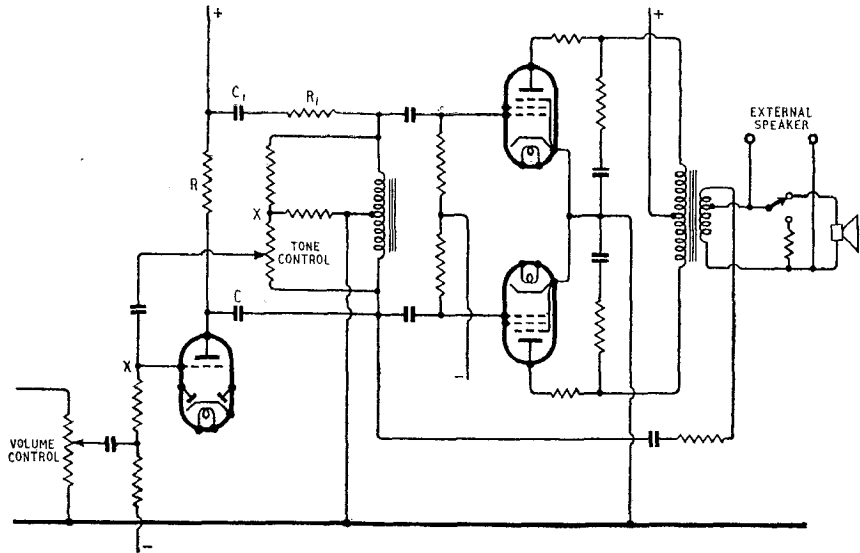 +
+
C₁
R₁
EXTERNAL
SPEAKER
R
X
TONE
CONTROL
C
X
VOLUME
CONTROL
−
−